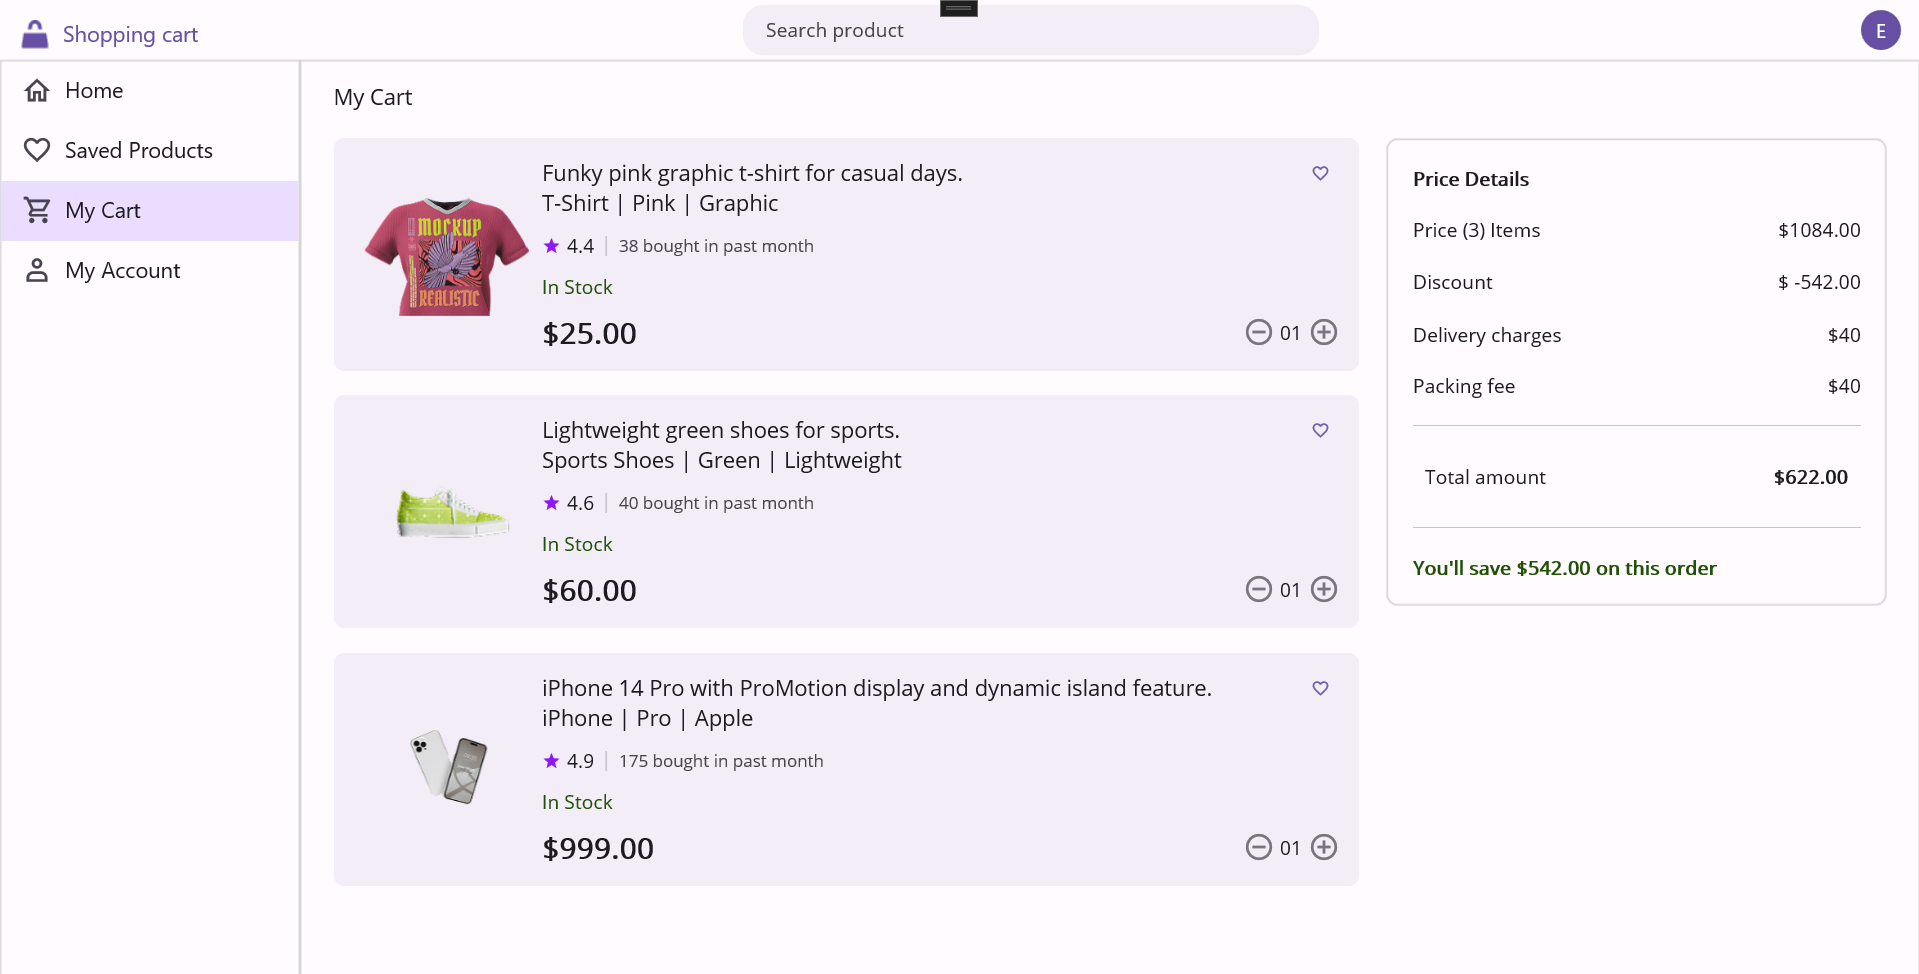 Shopping cart
Search product
E
Home
Saved Products
My Cart
My Account
My Cart
MOCKUP
REALISTIC
Funky pink graphic t-shirt for casual days.
T-Shirt | Pink | Graphic
4.4 | 38 bought in past month
In Stock
$25.00
01
Lightweight green shoes for sports.
Sports Shoes | Green | Lightweight
4.6 | 40 bought in past month
In Stock
$60.00
01
iPhone 14 Pro with ProMotion display and dynamic island feature.
iPhone | Pro | Apple
4.9 | 175 bought in past month
In Stock
$999.00
01
Price Details
Price (3) Items $1084.00
Discount $ -542.00
Delivery charges $40
Packing fee $40
Total amount $622.00
You'll save $542.00 on this order